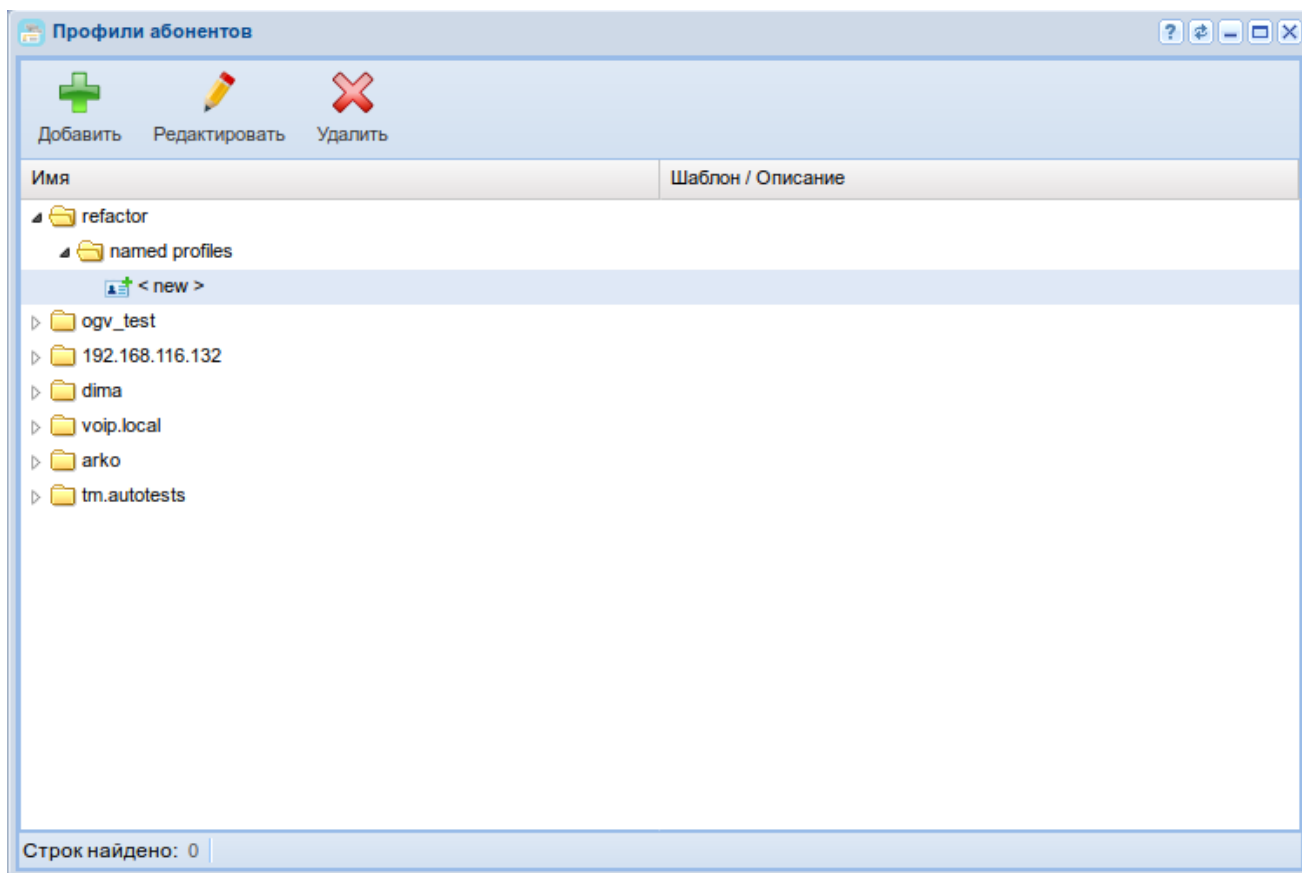 Профили абонентов
Добавить Редактировать Удалить
Имя Шаблон / Описание
refactor
named profiles
< new >
ogv_test
192.168.116.132
dima
voip.local
arko
tm.autotests
Строк найдено: 0